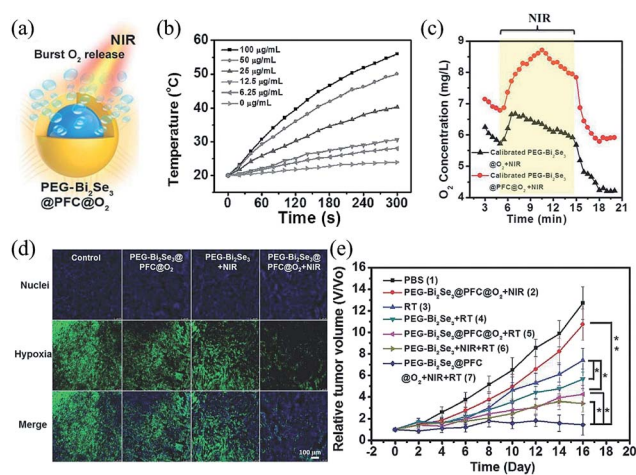 (a)
NIR
Burst O2 release
PEG-Bi2Se3
@PFC@O2
(b)
Temperature (°C)
60
50
40
30
20
10
100 µg/mL
50 µg/mL
25 µg/mL
12.5 µg/mL
6.25 µg/mL
0 µg/mL
0 60 120 180 240 300
Time (s)
(c)
NIR
O2 Concentration (mg/L)
9
8
7
6
5
4
Calibrated PEG-Bi2Se3
@O2+NIR
Calibrated PEG-Bi2Se3
@PFC@O2+NIR
3 6 9 12 15 18 21
Time (min)
(d)
Control
PEG-Bi2Se3@
PFC@O2
PEG-Bi2Se3
+NIR
PEG-Bi2Se3@
PFC@O2+NIR
Nuclei
Hypoxia
Merge
100 µm
(e)
Relative tumor volume (V/Vo)
16
14
12
10
8
6
4
2
0
PBS (1)
PEG-Bi2Se3@PFC@O2+NIR (2)
RT (3)
PEG-Bi2Se3+RT (4)
PEG-Bi2Se3@PFC@O2+RT (5)
PEG-Bi2Se3+NIR+RT (6)
PEG-Bi2Se3@PFC
@O2+NIR+RT (7)
* *
*
*
* *
* *
-2 0 2 4 6 8 10 12 14 16 18 20
Time (Day)